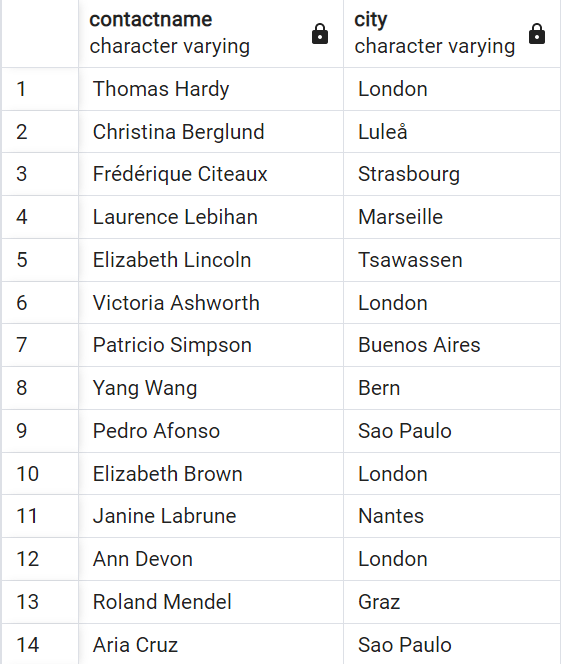 contactname city
character varying character varying
1 Thomas Hardy London
2 Christina Berglund Luleå
3 Frédérique Citeaux Strasbourg
4 Laurence Lebihan Marseille
5 Elizabeth Lincoln Tsawassen
6 Victoria Ashworth London
7 Patricio Simpson Buenos Aires
8 Yang Wang Bern
9 Pedro Afonso Sao Paulo
10 Elizabeth Brown London
11 Janine Labrune Nantes
12 Ann Devon London
13 Roland Mendel Graz
14 Aria Cruz Sao Paulo